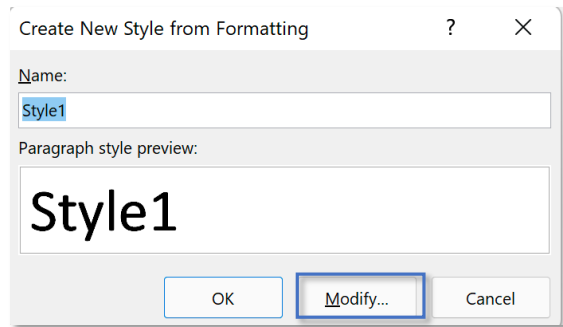 Create New Style from Formatting ?
Name:
Style1
Paragraph style preview:
Style1
OK Modify... Cancel